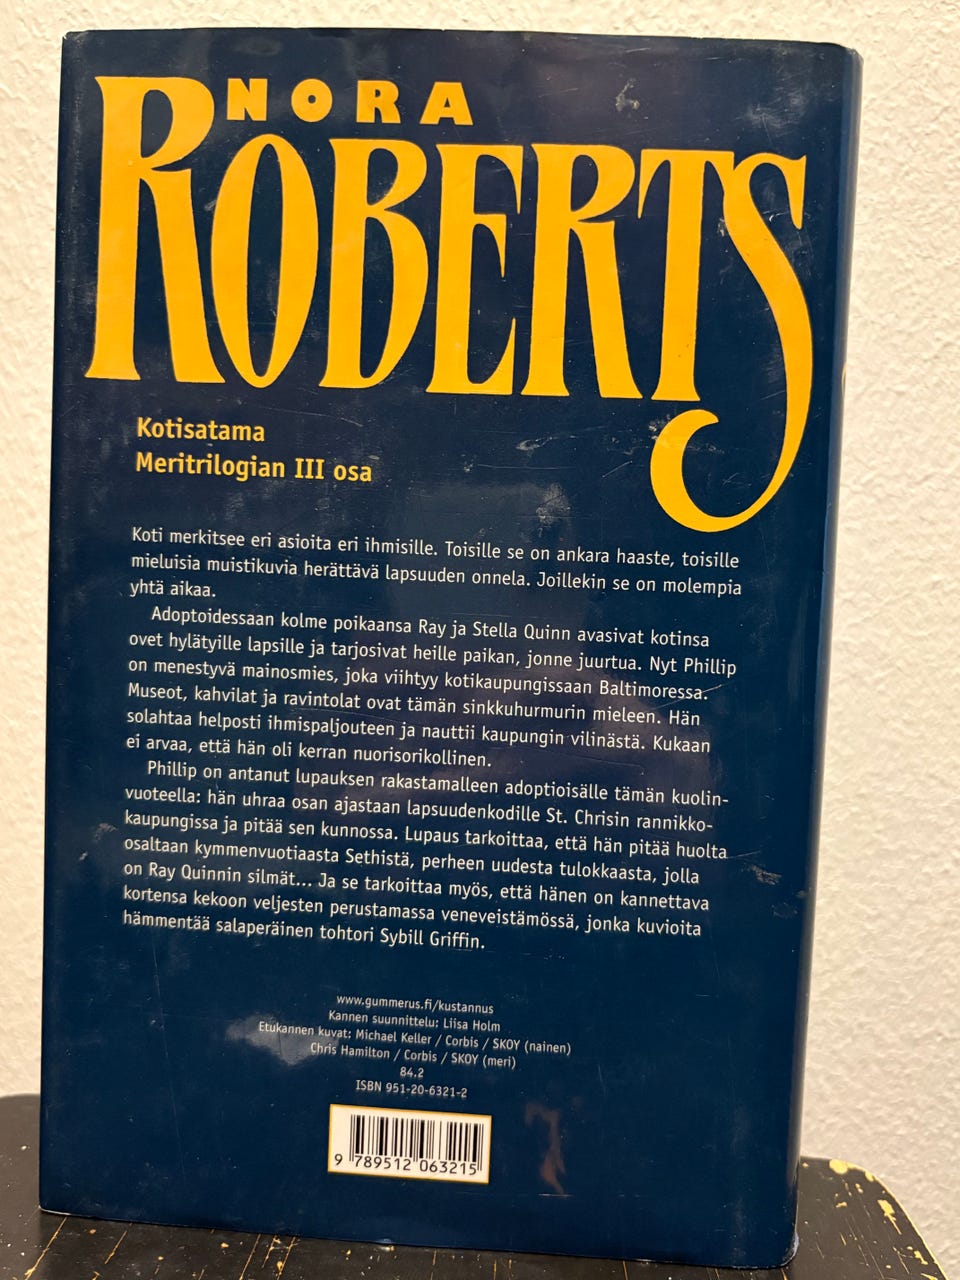 NORA
ROBERTS
Kotisatama
Meritrilogian III osa
Koti merkitsee eri asioita eri ihmisille. Toisille se on ankara haaste, toisille
mieluisia muistikuvia herättävä lapsuuden onnela. Joillekin se on molempia
yhtä aikaa.
Adoptoidessaan kolme poikaansa Ray ja Stella Quinn avasivat kotinsa
ovet hylätyille lapsille ja tarjosivat heille paikan, jonne juurtua. Nyt Phillip
on menestyvä mainosmies, joka viihtyy kotikaupungissaan Baltimoressa.
Museot, kahvilat ja ravintolat ovat tämän sinkkuhurmurin mieleen. Hän
solahtaa helposti ihmispaljouteen ja nauttii kaupungin vilinästä. Kukaan
ei arvaa, että hän oli kerran nuorisorikollinen.
Phillip on antanut lupauksen rakastamalleen adoptioisälle tämän kuolin-
vuoteella: hän uhraa osan ajastaan lapsuudenkodille St. Chrisin rannikko-
kaupungissa ja pitää sen kunnossa. Lupaus tarkoittaa, että hän pitää huolta
osaltaan kymmenvuotiaasta Sethistä, perheen uudesta tulokkaasta, jolla
on Ray Quinnin silmät... Ja se tarkoittaa myös, että hänen on kannettava
kortensa kekoon veljesten perustamassa veneveistämössä, jonka kuvioita
hämmentää salaperäinen tohtori Sybill Griffin.
www.gummerus.fi/kustannus
Kannen suunnittelu: Liisa Holm
Etukannen kuvat: Michael Keller / Corbis / SKOY (nainen)
Chris Hamilton / Corbis / SKOY (meri)
84.2
ISBN 951-20-6321-2
9 789512 063215